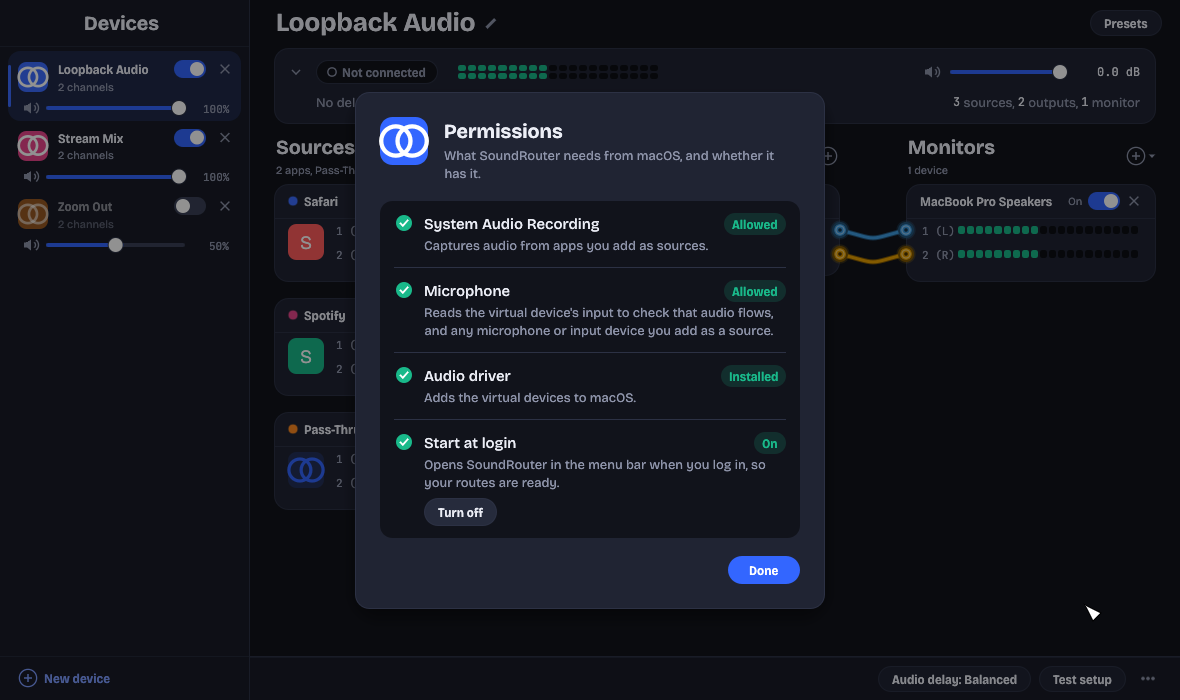 Devices
Loopback Audio
2 channels
100%
Stream Mix
2 channels
100%
Zoom Out
2 channels
50%
New device
Loopback Audio
Presets
Not connected
0.0 dB
No del
3 sources, 2 outputs, 1 monitor
Sources
2 apps, Pass-Th
Safari
S
1 (
2 (
Spotify
S
1 (
2 (
Pass-Thru
1 (
2 (
Monitors
1 device
MacBook Pro Speakers
On
1 (L)
2 (R)
Permissions
What SoundRouter needs from macOS, and whether it
has it.
System Audio Recording
Allowed
Captures audio from apps you add as sources.
Microphone
Allowed
Reads the virtual device's input to check that audio flows,
and any microphone or input device you add as a source.
Audio driver
Installed
Adds the virtual devices to macOS.
Start at login
On
Opens SoundRouter in the menu bar when you log in, so
your routes are ready.
Turn off
Done
Audio delay: Balanced
Test setup